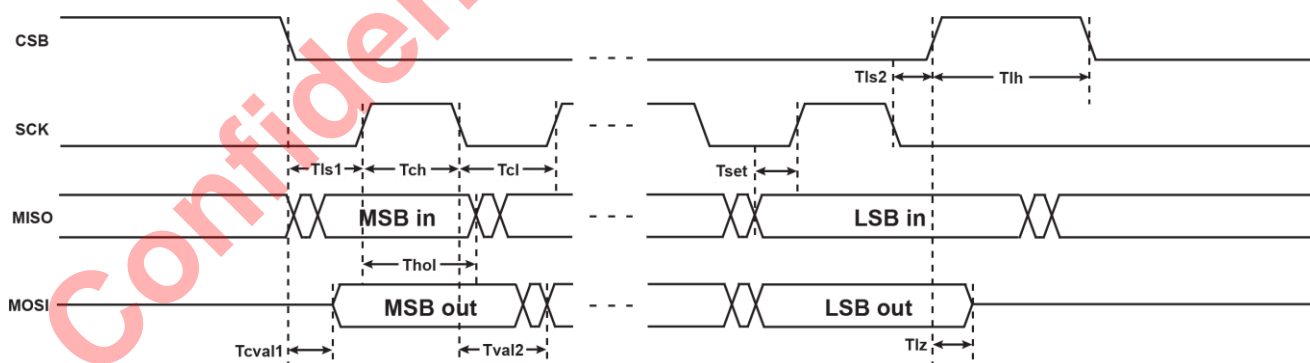 CSB
Tls2
Tlh
SCK
Tls1
Tch
Tcl
Tset
MISO
MSB in
LSB in
Thol
MOSI
MSB out
LSB out
Tcval1
Tval2
Tlz
Confiden